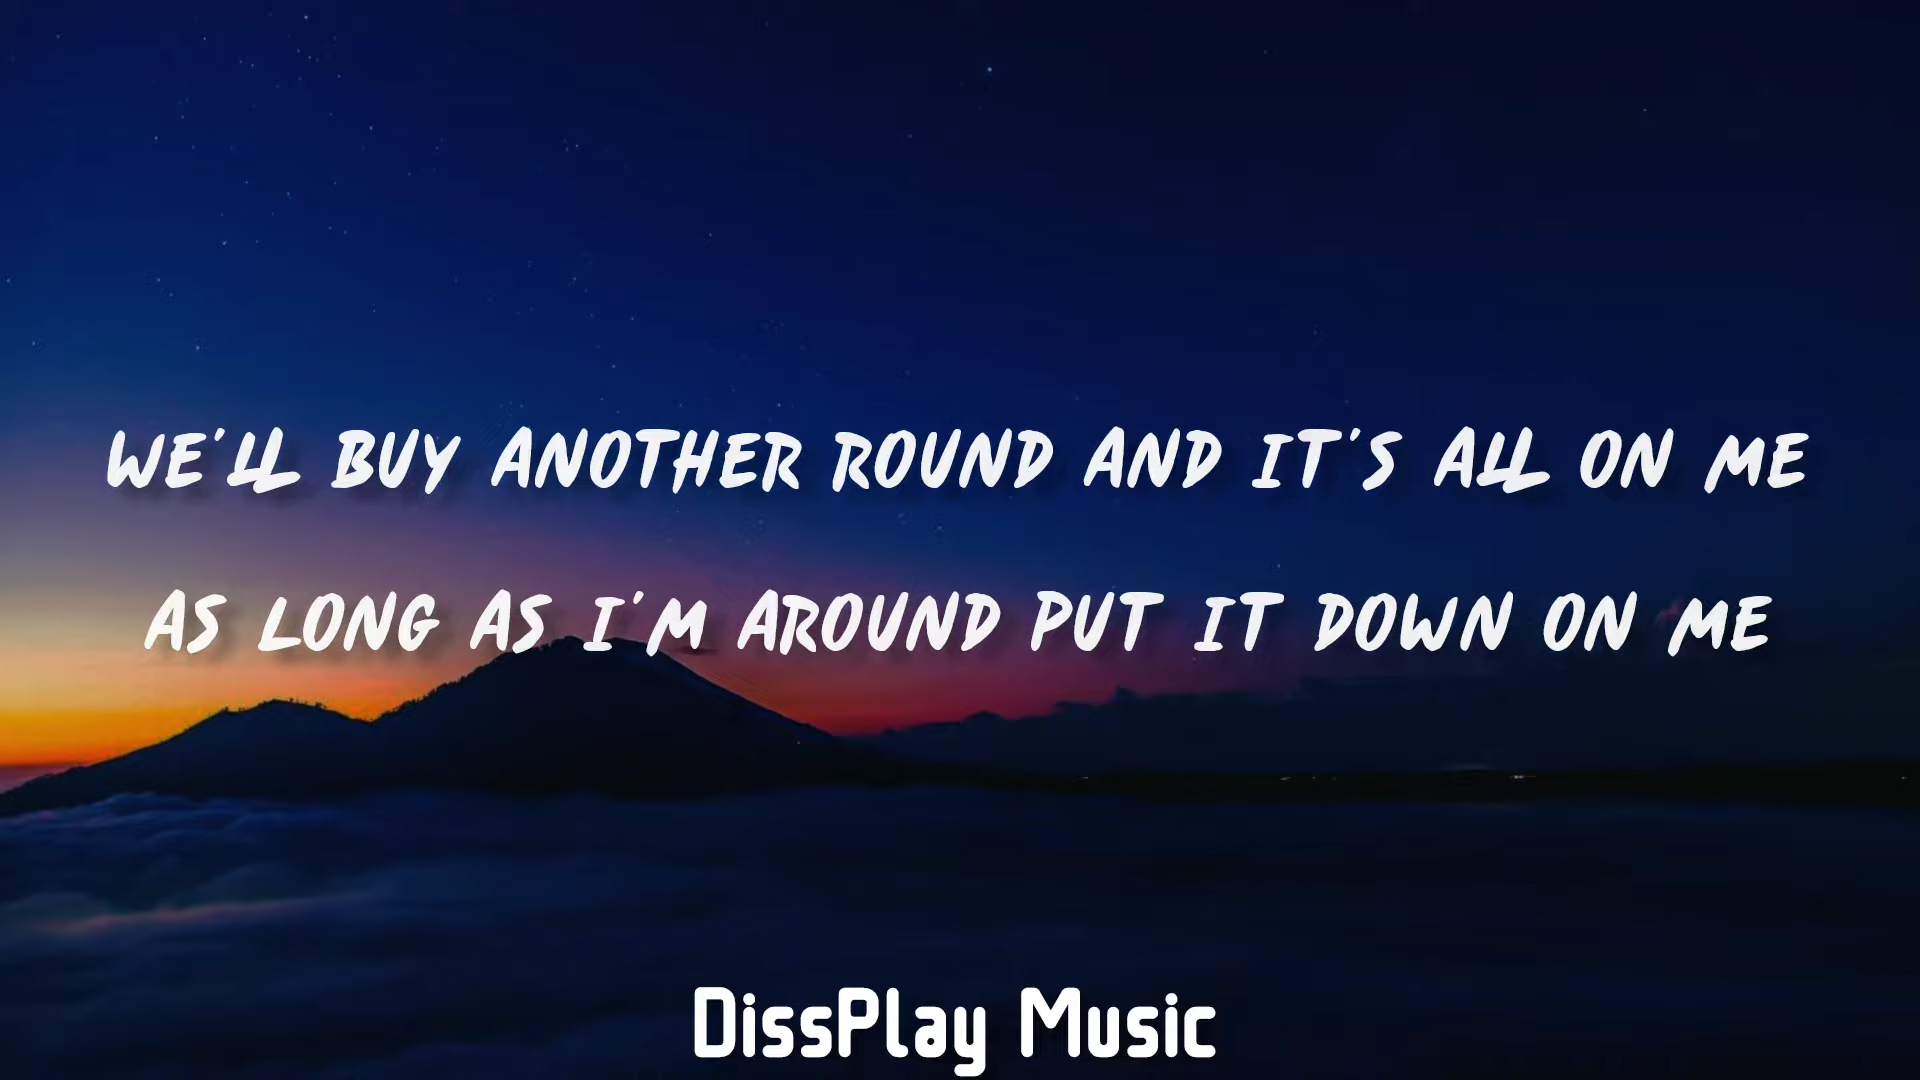 WE'LL BUY ANOTHER ROUND AND IT'S ALL ON ME
AS LONG AS I'M AROUND PUT IT DOWN ON ME
DissPlay Music